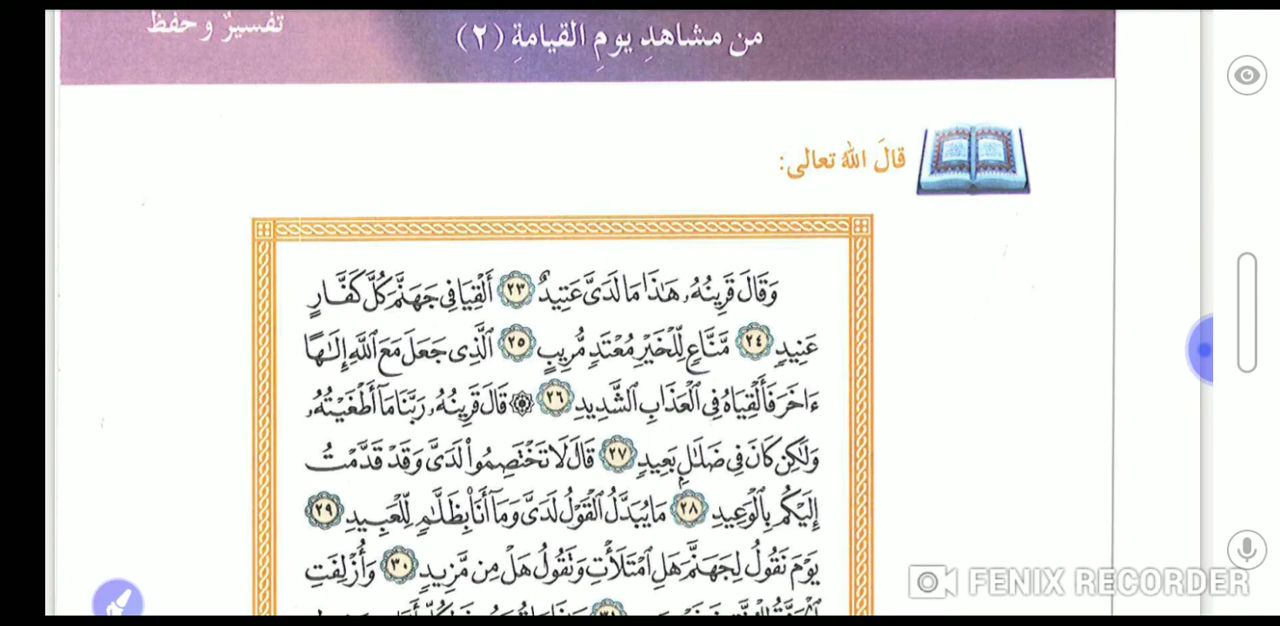 تفسيرٌ و حفظ
من مشاهدِ يومِ القيامةِ (٢)
قالَ اللهُ تعالى:
وَقَالَ قَرِينُهُۥ هَٰذَا مَا لَدَىَّ عَتِيدٌ ٢٣ أَلْقِيَا فِى جَهَنَّمَ كُلَّ كَفَّارٍ
عَنِيدٍ ٢٤ مَّنَّاعٍ لِّلْخَيْرِ مُعْتَدٍ مُّرِيبٍ ٢٥ ٱلَّذِى جَعَلَ مَعَ ٱللَّهِ إِلَٰهًا
ءَاخَرَ فَأَلْقِيَاهُ فِى ٱلْعَذَابِ ٱلشَّدِيدِ ٢٦ ۞ قَالَ قَرِينُهُۥ رَبَّنَا مَآ أَطْغَيْتُهُۥ
وَلَٰكِن كَانَ فِى ضَلَٰلٍۭ بَعِيدٍ ٢٧ قَالَ لَا تَخْتَصِمُوا۟ لَدَىَّ وَقَدْ قَدَّمْتُ
إِلَيْكُم بِٱلْوَعِيدِ ٢٨ مَا يُبَدَّلُ ٱلْقَوْلُ لَدَىَّ وَمَآ أَنَا۠ بِظَلَّٰمٍ لِّلْعَبِيدِ ٢٩
يَوْمَ نَقُولُ لِجَهَنَّمَ هَلِ ٱمْتَلَأْتِ وَتَقُولُ هَلْ مِن مَّزِيدٍ ٣٠ وَأُزْلِفَتِ
FENIX RECORDER